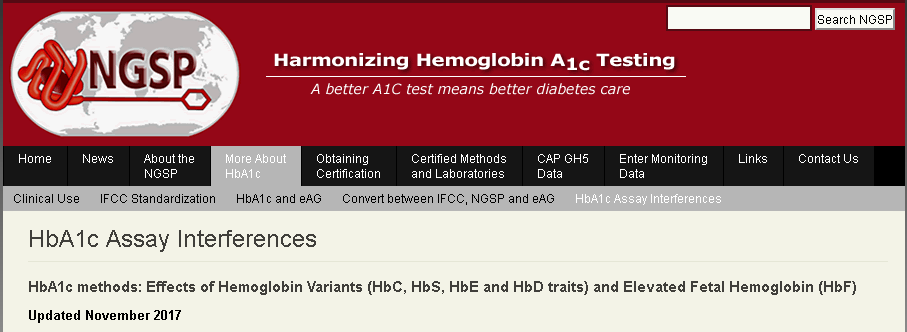 Search NGSP
NGSP
Harmonizing Hemoglobin A1c Testing
A better A1C test means better diabetes care
Home
News
About the
NGSP
More About
HbA1c
Obtaining
Certification
Certified Methods
and Laboratories
CAP GH5
Data
Enter Monitoring
Data
Links
Contact Us
Clinical Use
IFCC Standardization
HbA1c and eAG
Convert between IFCC, NGSP and eAG
HbA1c Assay Interferences
HbA1c Assay Interferences
HbA1c methods: Effects of Hemoglobin Variants (HbC, HbS, HbE and HbD traits) and Elevated Fetal Hemoglobin (HbF)
Updated November 2017